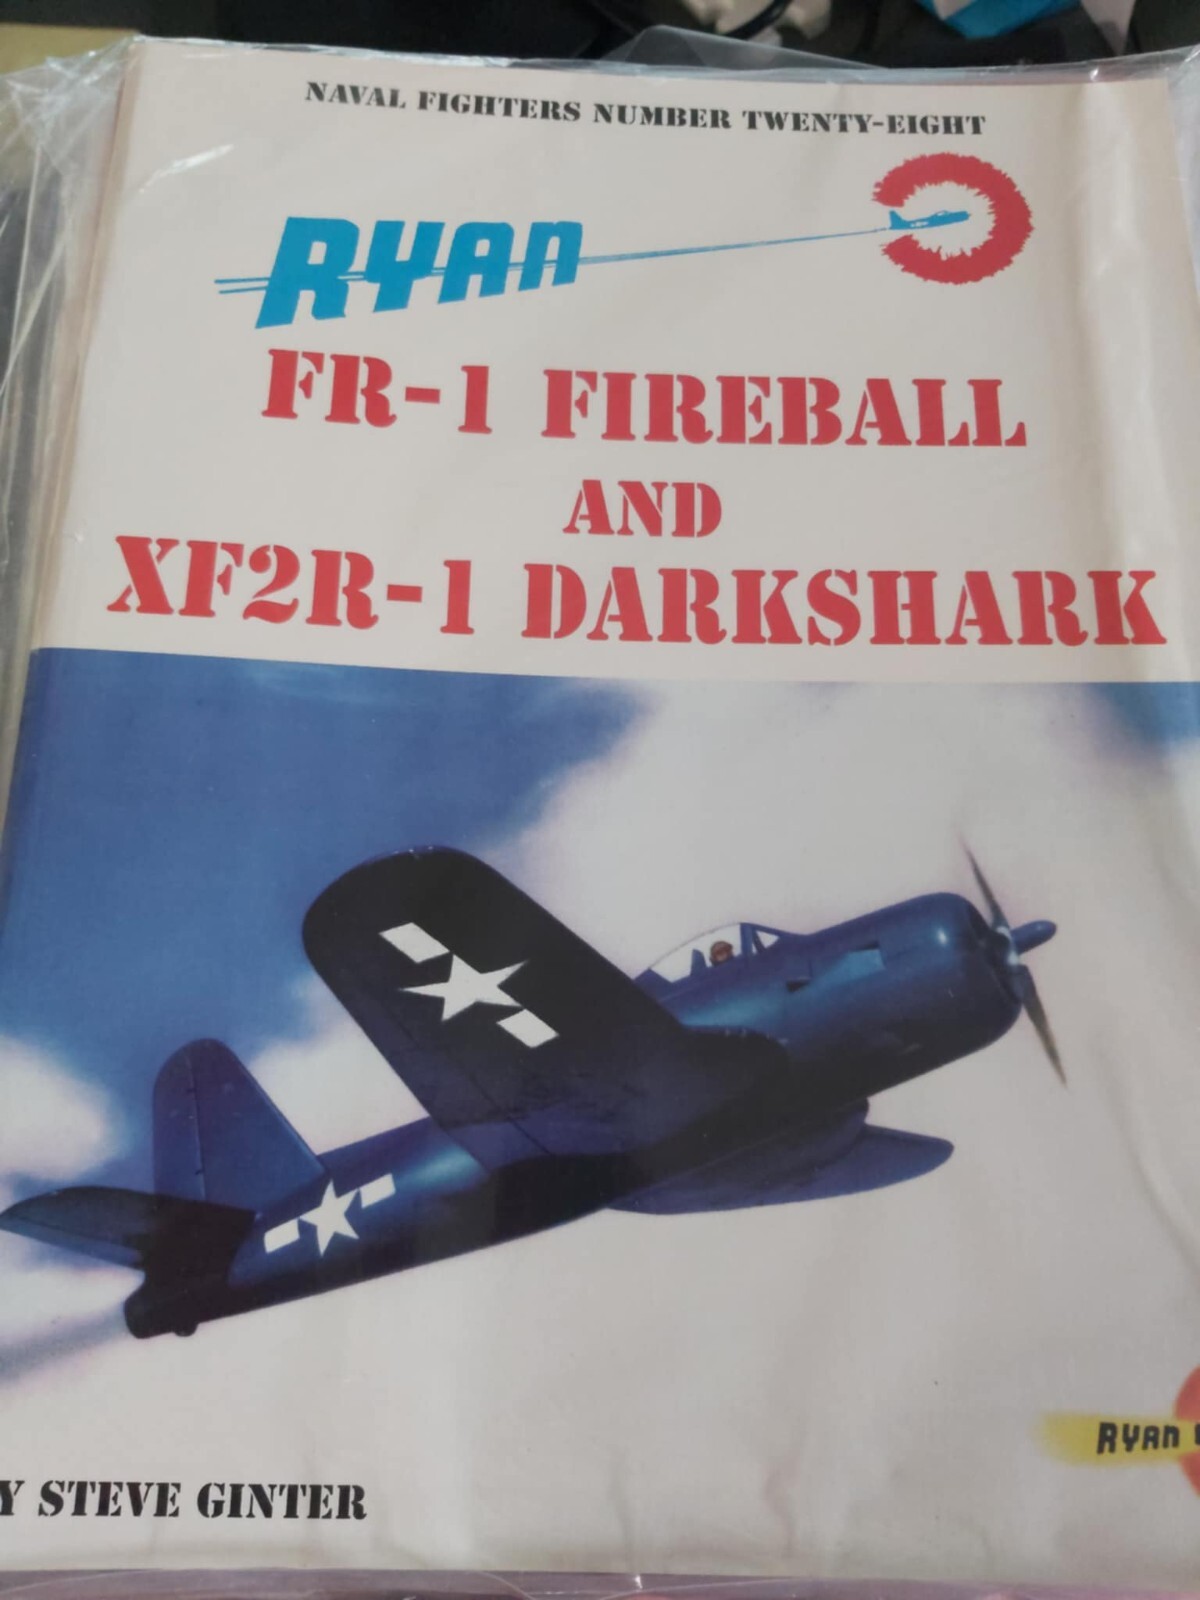 NAVAL FIGHTERS NUMBER TWENTY-EIGHT
RYAN
FR-1 FIREBALL
AND
XF2R-1 DARKSHARK
RYAN
Y STEVE GINTER